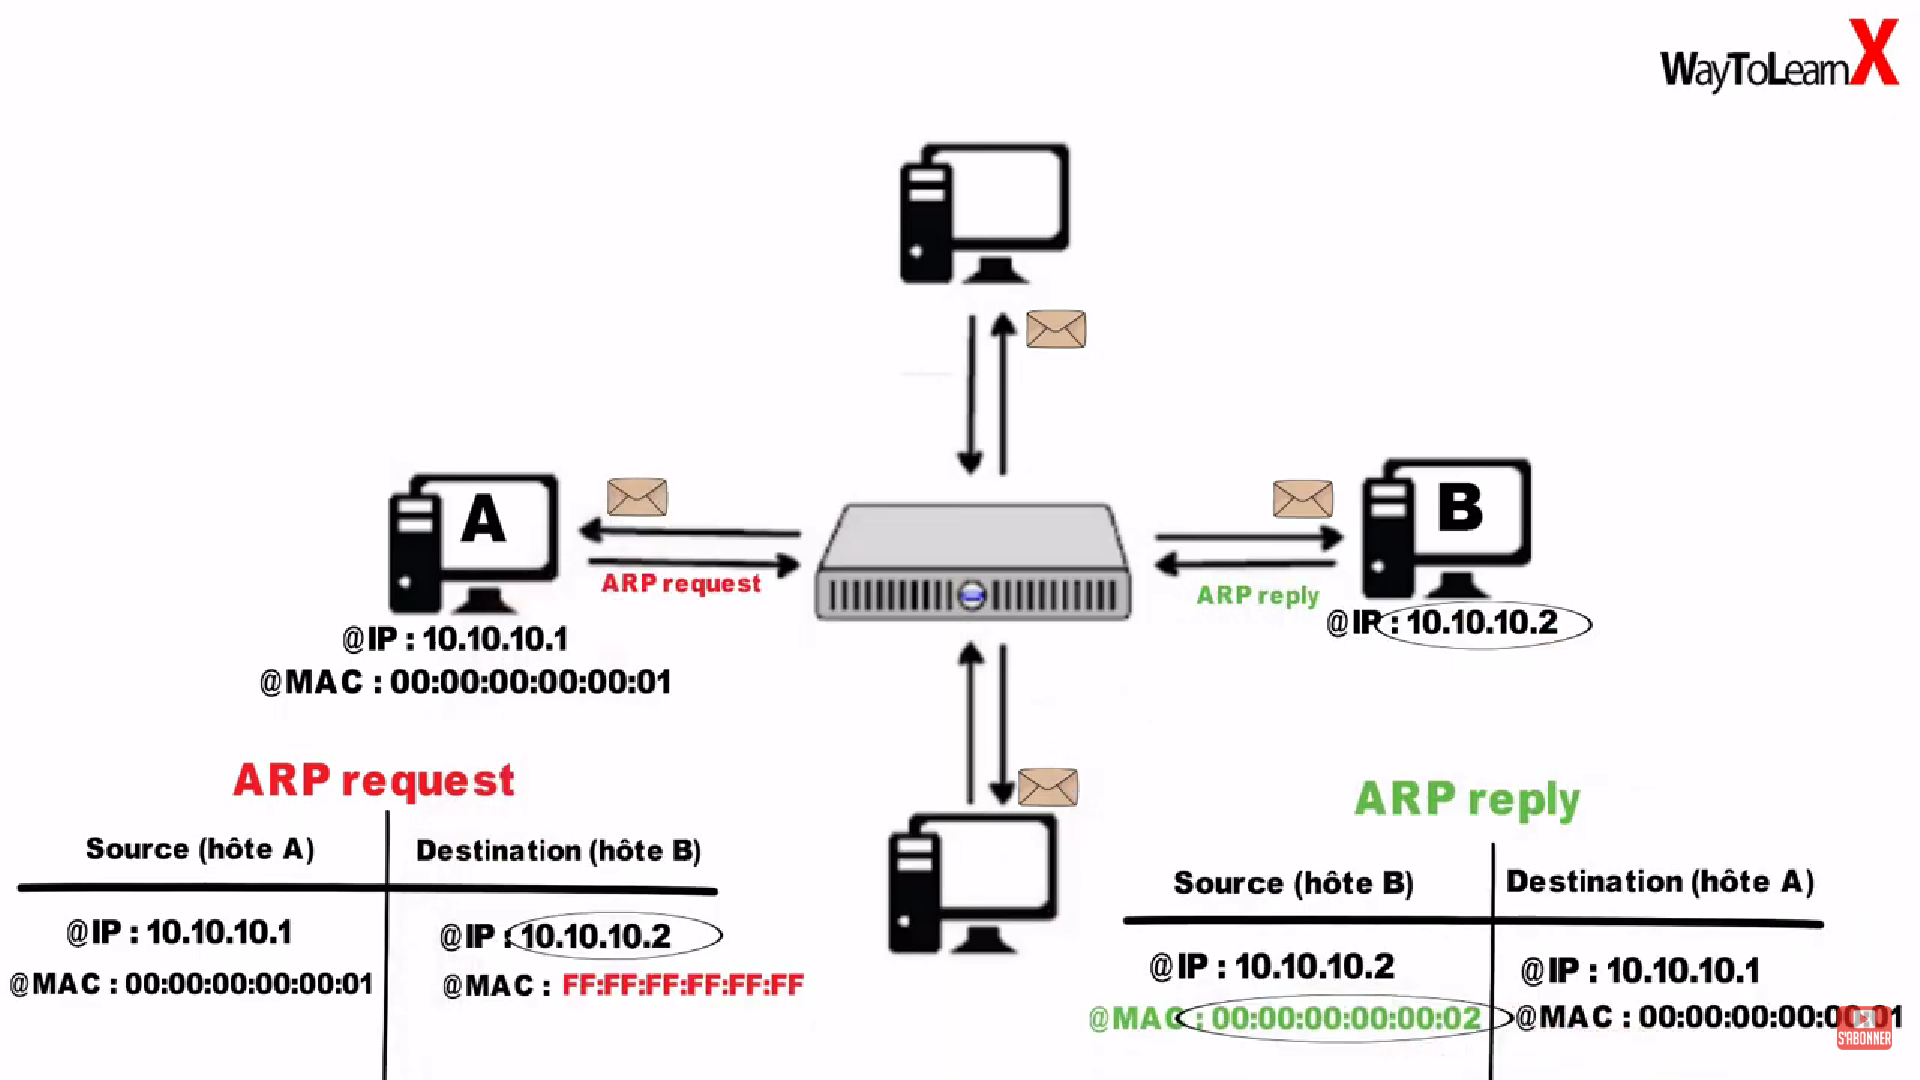 WayToLearnX
A
B
ARP request
ARP reply
@IP : 10.10.10.1
@MAC : 00:00:00:00:00:01
@IP : 10.10.10.2
ARP request
Source (hôte A)
Destination (hôte B)
@IP : 10.10.10.1
@IP : 10.10.10.2
@MAC : 00:00:00:00:00:01
@MAC : FF:FF:FF:FF:FF:FF
ARP reply
Source (hôte B)
Destination (hôte A)
@IP : 10.10.10.2
@IP : 10.10.10.1
@MAC : 00:00:00:00:00:02
@MAC : 00:00:00:00:00:01
S'ABONNER